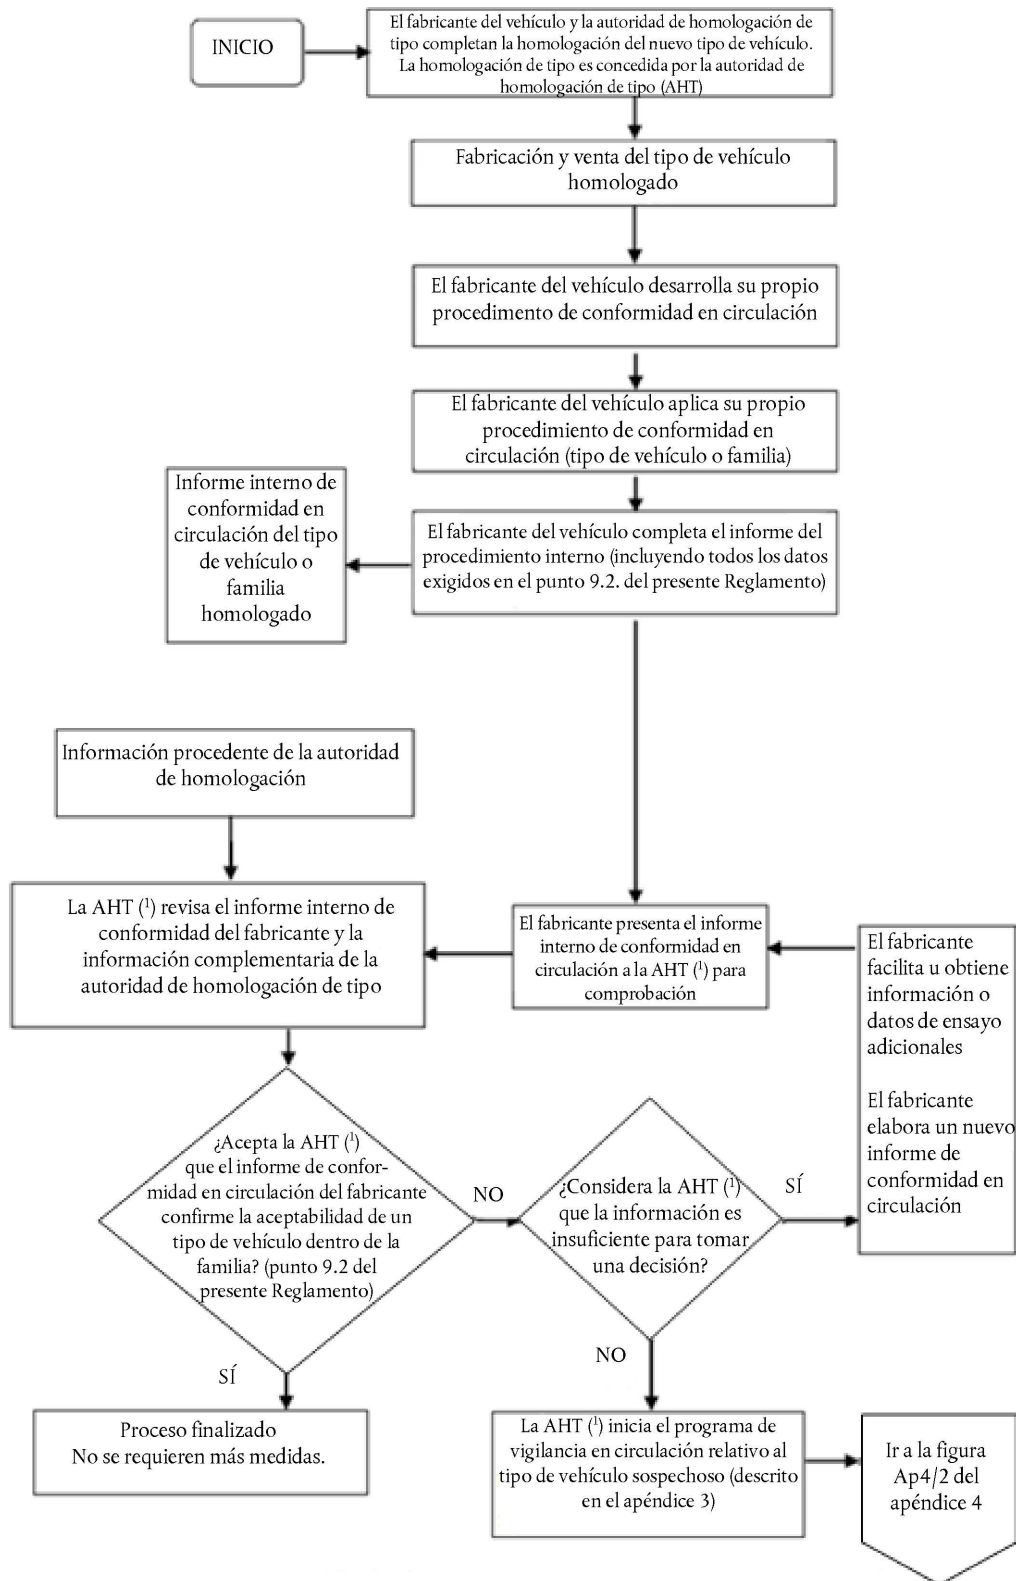 INICIO
El fabricante del vehículo y la autoridad de homologación de
tipo completan la homologación del nuevo tipo de vehículo.
La homologación de tipo es concedida por la autoridad de
homologación de tipo (AHT)
Fabricación y venta del tipo de vehículo
homologado
El fabricante del vehículo desarrolla su propio
procedimento de conformidad en circulación
El fabricante del vehículo aplica su propio
procedimiento de conformidad en
circulación (tipo de vehículo o familia)
Informe interno de
conformidad en
circulación del tipo
de vehículo o
familia
homologado
El fabricante del vehículo completa el informe del
procedimiento interno (incluyendo todos los datos
exigidos en el punto 9.2. del presente Reglamento)
Información procedente de la autoridad
de homologación
La AHT (¹) revisa el informe interno de
conformidad del fabricante y la
información complementaria de la
autoridad de homologación de tipo
El fabricante presenta el informe
interno de conformidad en
circulación a la AHT (¹) para
comprobación
El fabricante
facilita u obtiene
información o
datos de ensayo
adicionales
El fabricante
elabora un nuevo
informe de
conformidad en
circulación
¿Acepta la AHT (¹)
que el informe de confor-
midad en circulación del fabricante
confirme la aceptabilidad de un
tipo de vehículo dentro de la
familia? (punto 9.2 del
presente Reglamento)
NO
¿Considera la AHT (¹)
que la información es
insuficiente para tomar
una decisión?
SÍ
SÍ
NO
Proceso finalizado
No se requieren más medidas.
La AHT (¹) inicia el programa de
vigilancia en circulación relativo al
tipo de vehículo sospechoso (descrito
en el apéndice 3)
Ir a la figura
Ap4/2 del
apéndice 4